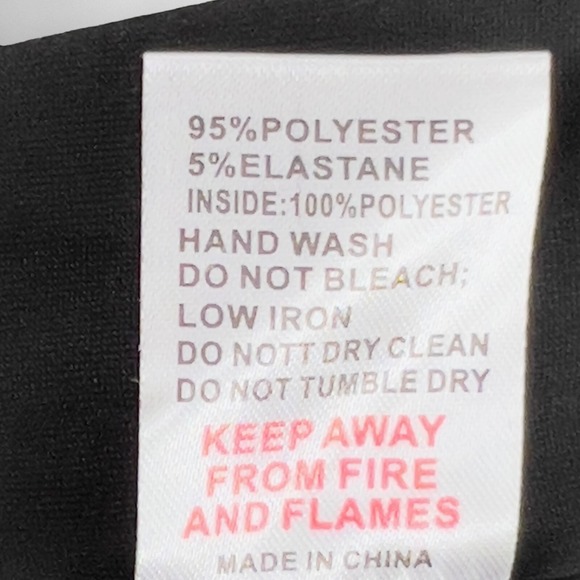 95%POLYESTER
5%ELASTANE
INSIDE:100%POLYESTER
HAND WASH
DO NOT BLEACH;
LOW IRON
DO NOTT DRY CLEAN
DO NOT TUMBLE DRY
KEEP AWAY
FROM FIRE
AND FLAMES
MADE IN CHINA